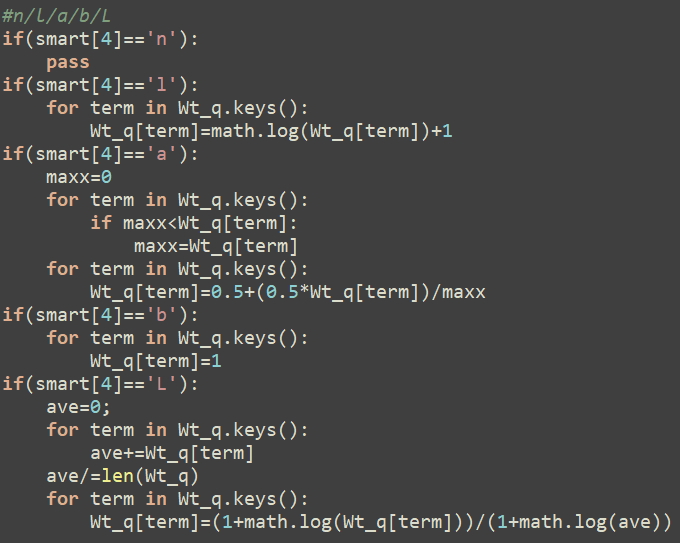 #n/l/a/b/L
if(smart[4]=='n'):
    pass
if(smart[4]=='l'):
    for term in Wt_q.keys():
        Wt_q[term]=math.log(Wt_q[term])+1
if(smart[4]=='a'):
    maxx=0
    for term in Wt_q.keys():
        if maxx<Wt_q[term]:
            maxx=Wt_q[term]
    for term in Wt_q.keys():
        Wt_q[term]=0.5+(0.5*Wt_q[term])/maxx
if(smart[4]=='b'):
    for term in Wt_q.keys():
        Wt_q[term]=1
if(smart[4]=='L'):
    ave=0;
    for term in Wt_q.keys():
        ave+=Wt_q[term]
    ave/=len(Wt_q)
    for term in Wt_q.keys():
        Wt_q[term]=(1+math.log(Wt_q[term]))/(1+math.log(ave))